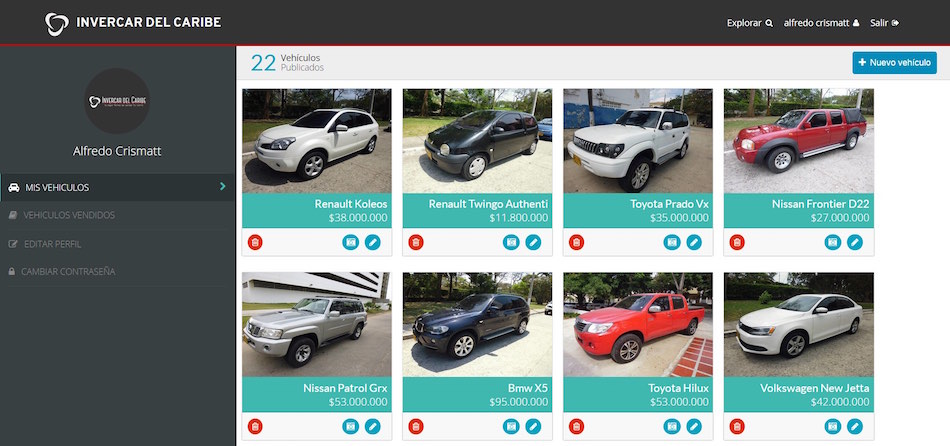 INVERCAR DEL CARIBE
Explorar
alfredo crismatt
Salir
22 Vehículos
Publicados
Nuevo vehículo
INVERCAR DEL CARIBE
Alfredo Crismatt
MIS VEHICULOS
VEHICULOS VENDIDOS
EDITAR PERFIL
CAMBIAR CONTRASEÑA
Renault Koleos
$38.000.000
Renault Twingo Authenti
$11.800.000
Toyota Prado Vx
$35.000.000
Nissan Frontier D22
$27.000.000
Nissan Patrol Grx
$53.000.000
Bmw X5
$95.000.000
Toyota Hilux
$53.000.000
Volkswagen New Jetta
$42.000.000